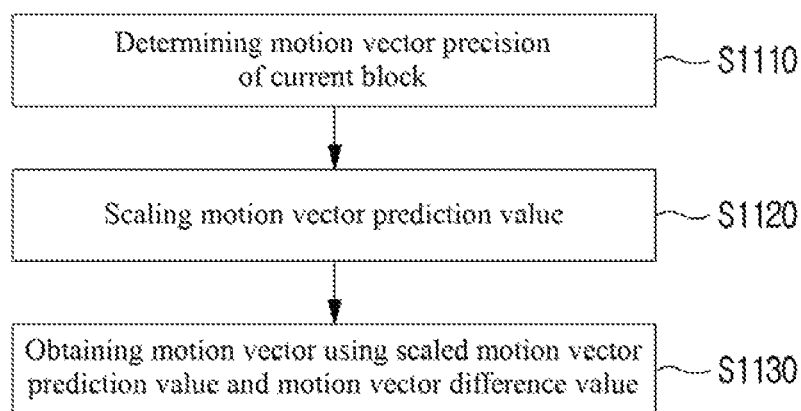 Determining motion vector precision
of current block
S1110
Scaling motion vector prediction value
S1120
Obtaining motion vector using scaled motion vector
prediction value and motion vector difference value
S1130